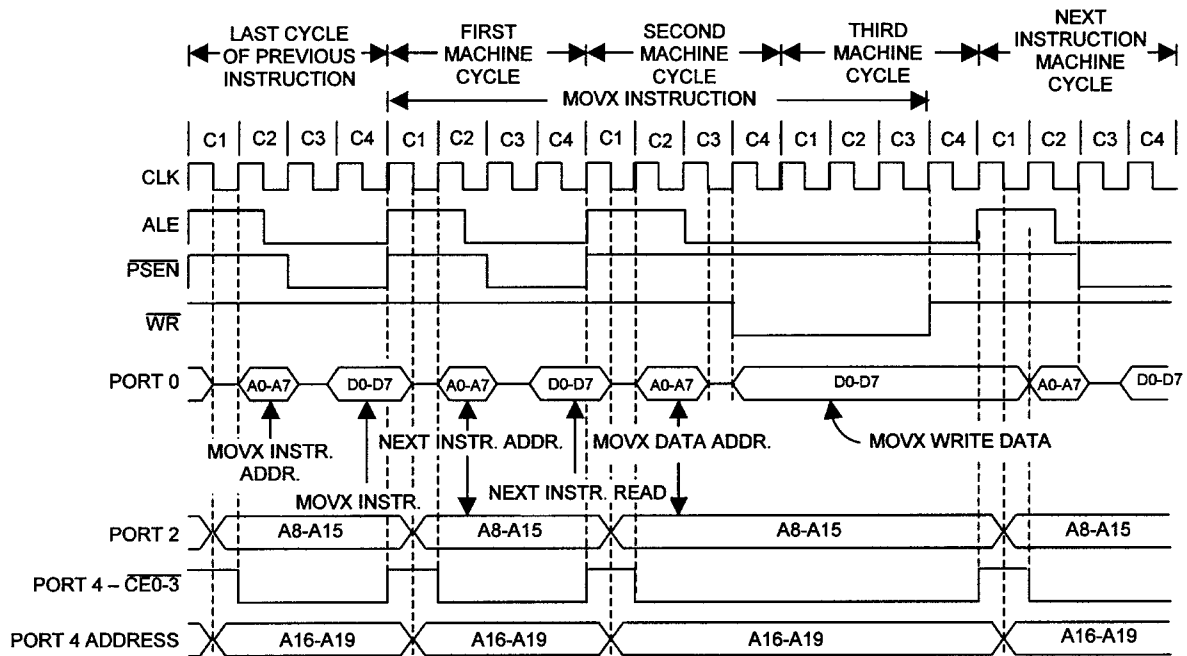 LAST CYCLE
OF PREVIOUS
INSTRUCTION
FIRST
MACHINE
CYCLE
SECOND
MACHINE
CYCLE
THIRD
MACHINE
CYCLE
NEXT
INSTRUCTION
MACHINE
CYCLE
MOVX INSTRUCTION
C1 C2 C3 C4 C1 C2 C3 C4 C1 C2 C3 C4 C1 C2 C3 C4 C1 C2 C3 C4
CLK
ALE
PSEN
WR
PORT 0 A0-A7 D0-D7 A0-A7 D0-D7 A0-A7 D0-D7 A0-A7 D0-D7
MOVX INSTR.
ADDR.
MOVX INSTR.
NEXT INSTR. ADDR.
NEXT INSTR. READ
MOVX DATA ADDR.
MOVX WRITE DATA
PORT 2 A8-A15 A8-A15 A8-A15 A8-A15
PORT 4 – CE0-3
PORT 4 ADDRESS A16-A19 A16-A19 A16-A19 A16-A19